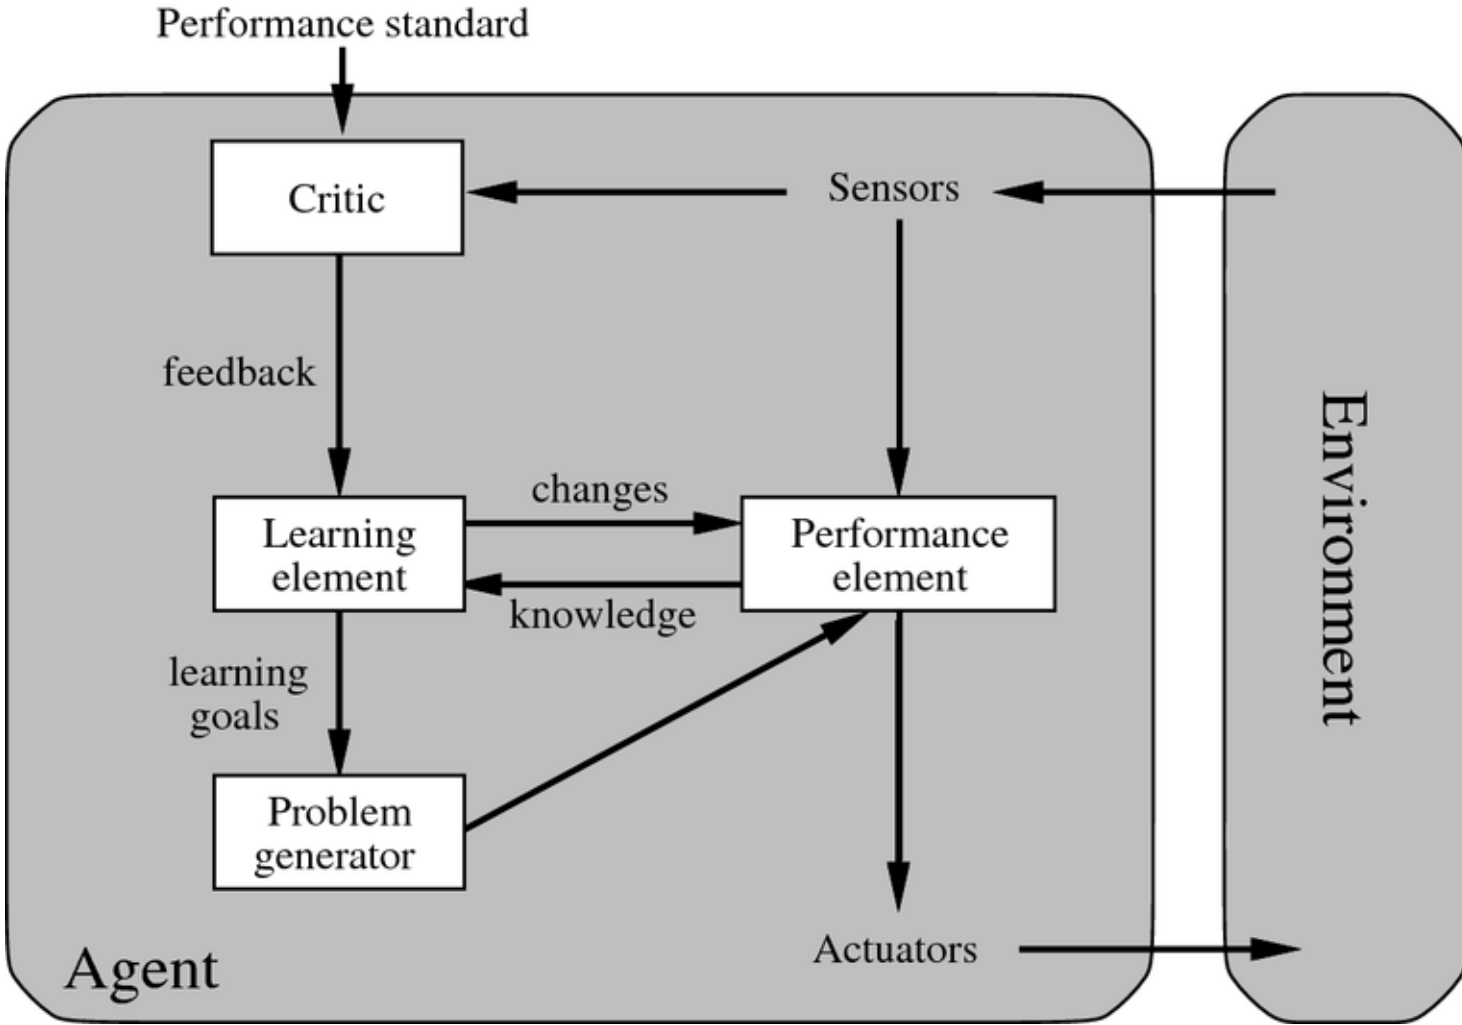 Performance standard
Critic
Sensors
feedback
changes
Learning
element
Performance
element
knowledge
learning
goals
Problem
generator
Actuators
Agent
Environment